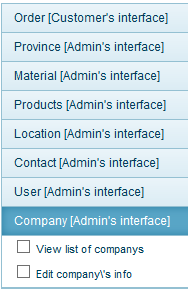 Order [Customer's interface]
Province [Admin's interface]
Material [Admin's interface]
Products [Admin's interface]
Location [Admin's interface]
Contact [Admin's interface]
User [Admin's interface]
Company [Admin's interface]
View list of companys
Edit company\'s info